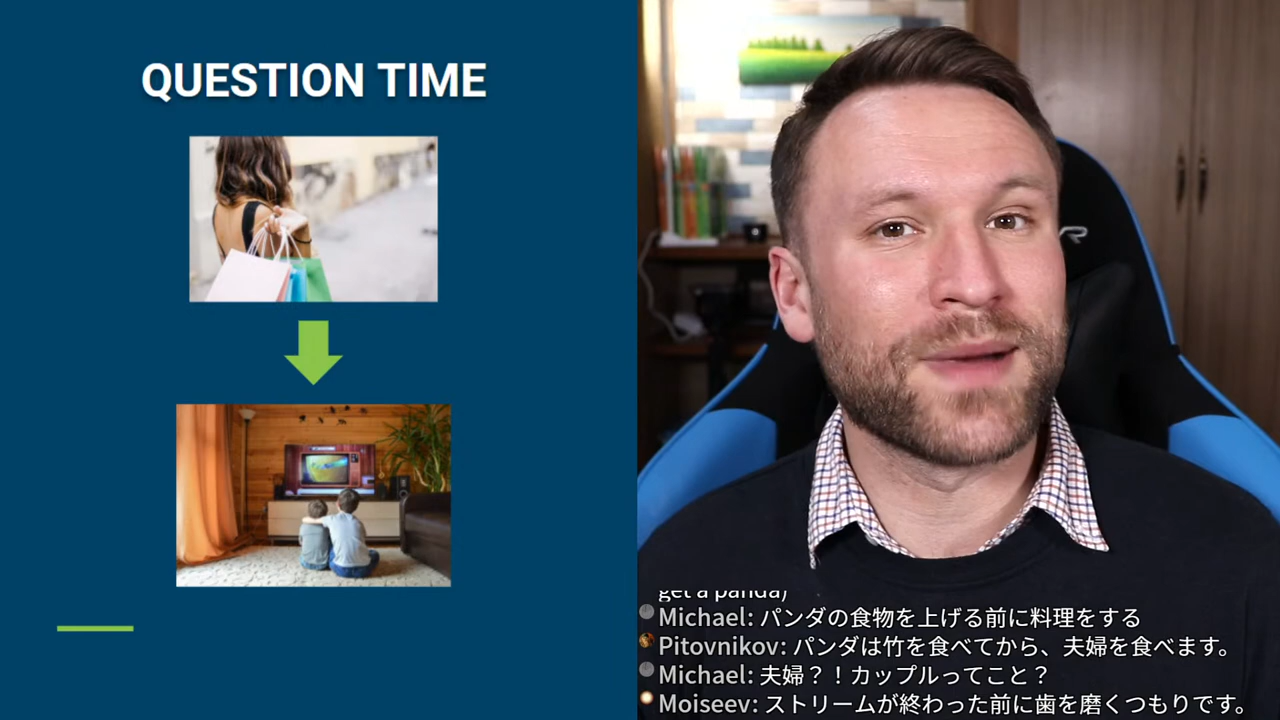 QUESTION TIME
get a panda)
Michael: パンダの食物を上げる前に料理をする
Pitovnikov: パンダは竹を食べてから、夫婦を食べます。
Michael: 夫婦？！カップルってこと？
Moiseev: ストリームが終わった前に歯を磨くつもりです。